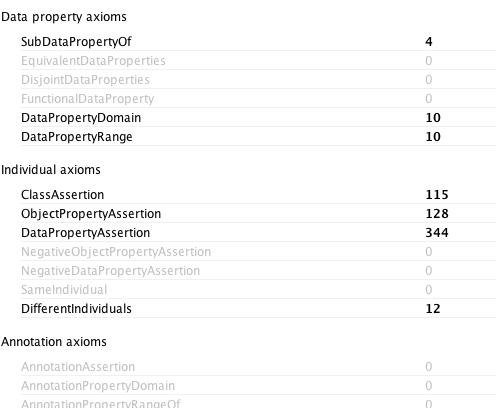 Data property axioms
SubDataPropertyOf 4
EquivalentDataProperties 0
DisjointDataProperties 0
FunctionalDataProperty 0
DataPropertyDomain 10
DataPropertyRange 10
Individual axioms
ClassAssertion 115
ObjectPropertyAssertion 128
DataPropertyAssertion 344
NegativeObjectPropertyAssertion 0
NegativeDataPropertyAssertion 0
SameIndividual 0
DifferentIndividuals 12
Annotation axioms
AnnotationAssertion 0
AnnotationPropertyDomain 0
AnnotationPropertyRangeOf 0